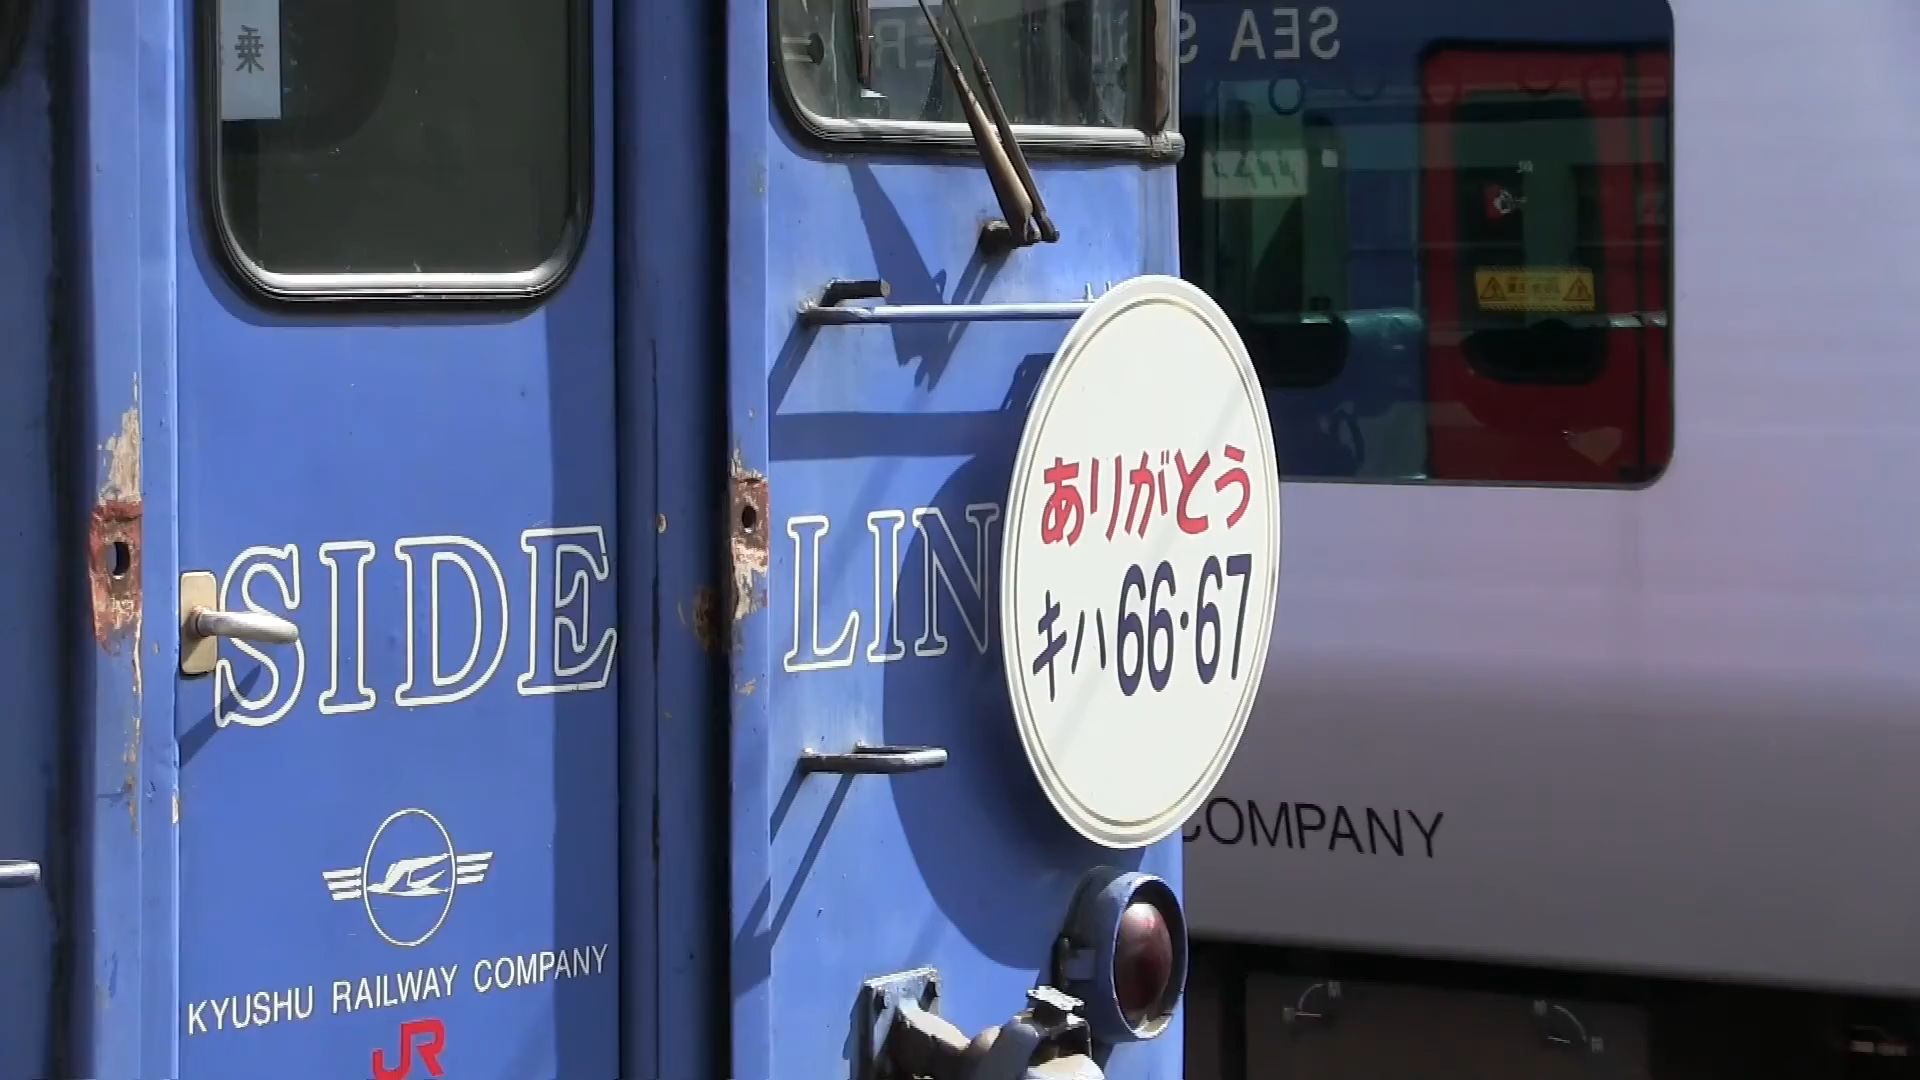 乗
SEA S
SIDE LIN
ありがとう
キハ66・67
COMPANY
KYUSHU RAILWAY COMPANY
JR